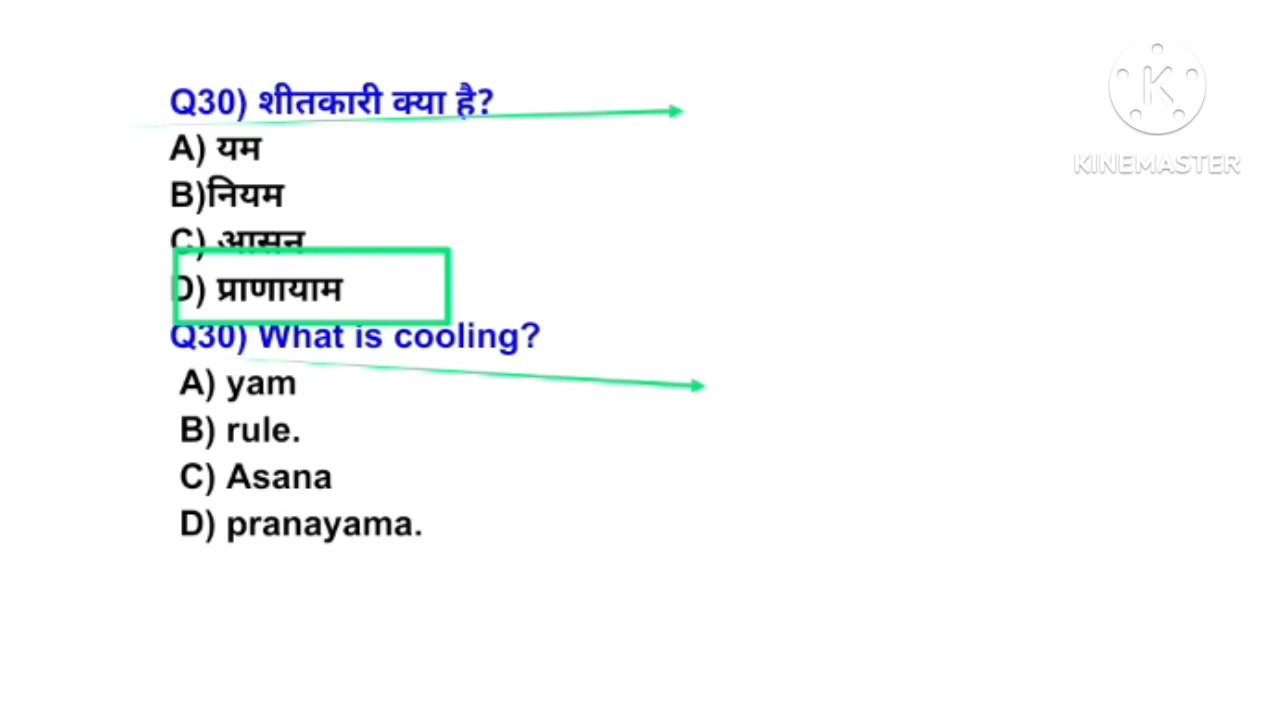 Q30) शीतकारी क्या है?
A) यम
B)नियम
C) आसन
D) प्राणायाम
Q30) What is cooling?
A) yam
B) rule.
C) Asana
D) pranayama.
K
KINEMASTER